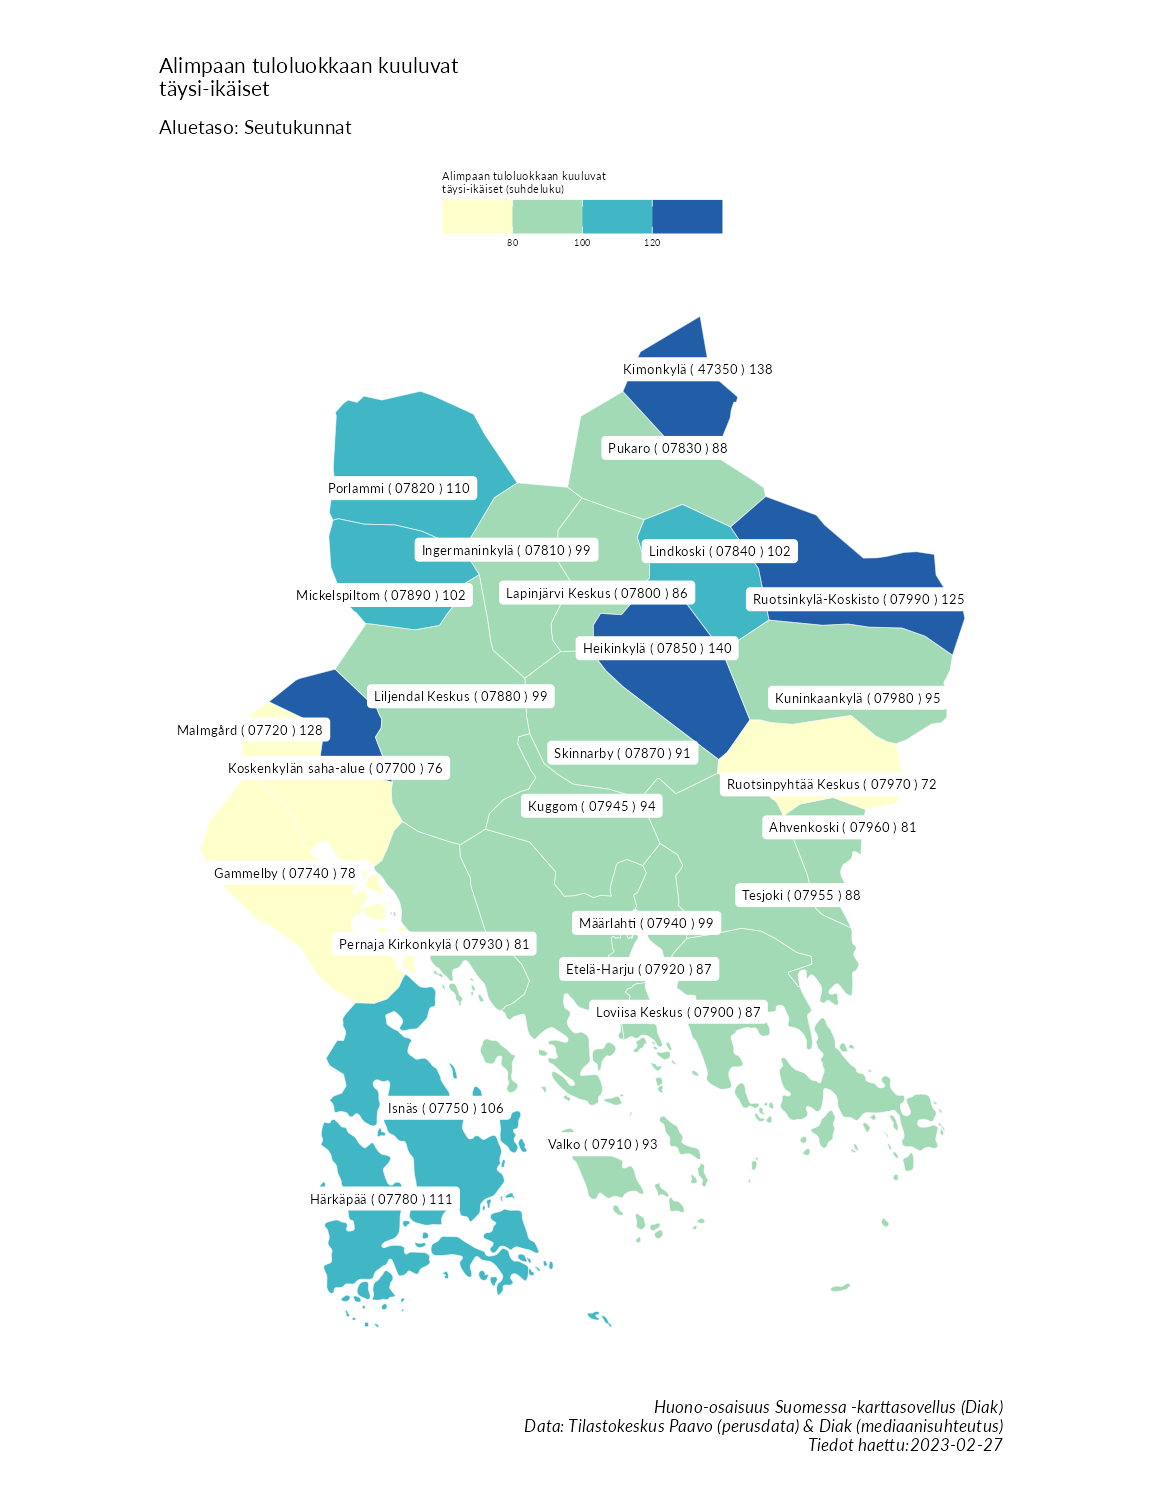 Alimpaan tuloluokkaan kuuluvat
täysi-ikäiset
Aluetaso: Seutukunnat
Alimpaan tuloluokkaan kuuluvat
täysi-ikäiset (suhdeluku)
80 100 120
Kimonkylä ( 47350 ) 138
Pukaro ( 07830 ) 88
Porlammi ( 07820 ) 110
Ingermaninkylä ( 07810 ) 99
Lindkoski ( 07840 ) 102
Mickelspiltom ( 07890 ) 102
Lapinjärvi Keskus ( 07800 ) 86
Ruotsinkylä-Koskisto ( 07990 ) 125
Heikinkylä ( 07850 ) 140
Liljendal Keskus ( 07880 ) 99
Kuninkaankylä ( 07980 ) 95
Malmgård ( 07720 ) 128
Skinnarby ( 07870 ) 91
Koskenkylän saha-alue ( 07700 ) 76
Ruotsinpyhtää Keskus ( 07970 ) 72
Kuggom ( 07945 ) 94
Ahvenkoski ( 07960 ) 81
Gammelby ( 07740 ) 78
Tesjoki ( 07955 ) 88
Määrlahti ( 07940 ) 99
Pernaja Kirkonkylä ( 07930 ) 81
Etelä-Harju ( 07920 ) 87
Loviisa Keskus ( 07900 ) 87
Isnäs ( 07750 ) 106
Valko ( 07910 ) 93
Härkäpää ( 07780 ) 111
Huono-osaisuus Suomessa -karttasovellus (Diak)
Data: Tilastokeskus Paavo (perusdata) & Diak (mediaanisuhteutus)
Tiedot haettu:2023-02-27